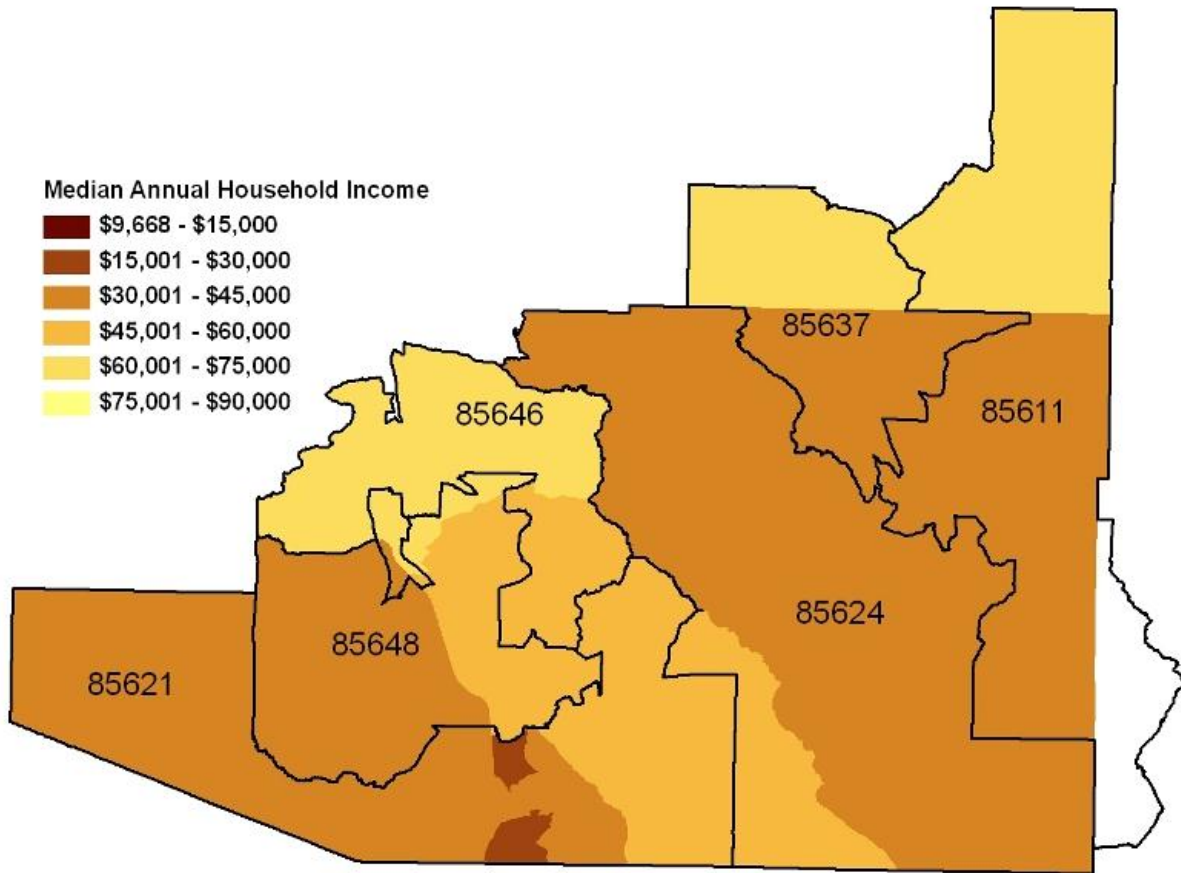 Median Annual Household Income
$9,668 - $15,000
$15,001 - $30,000
$30,001 - $45,000
$45,001 - $60,000
$60,001 - $75,000
$75,001 - $90,000
85637
85646
85611
85624
85648
85621